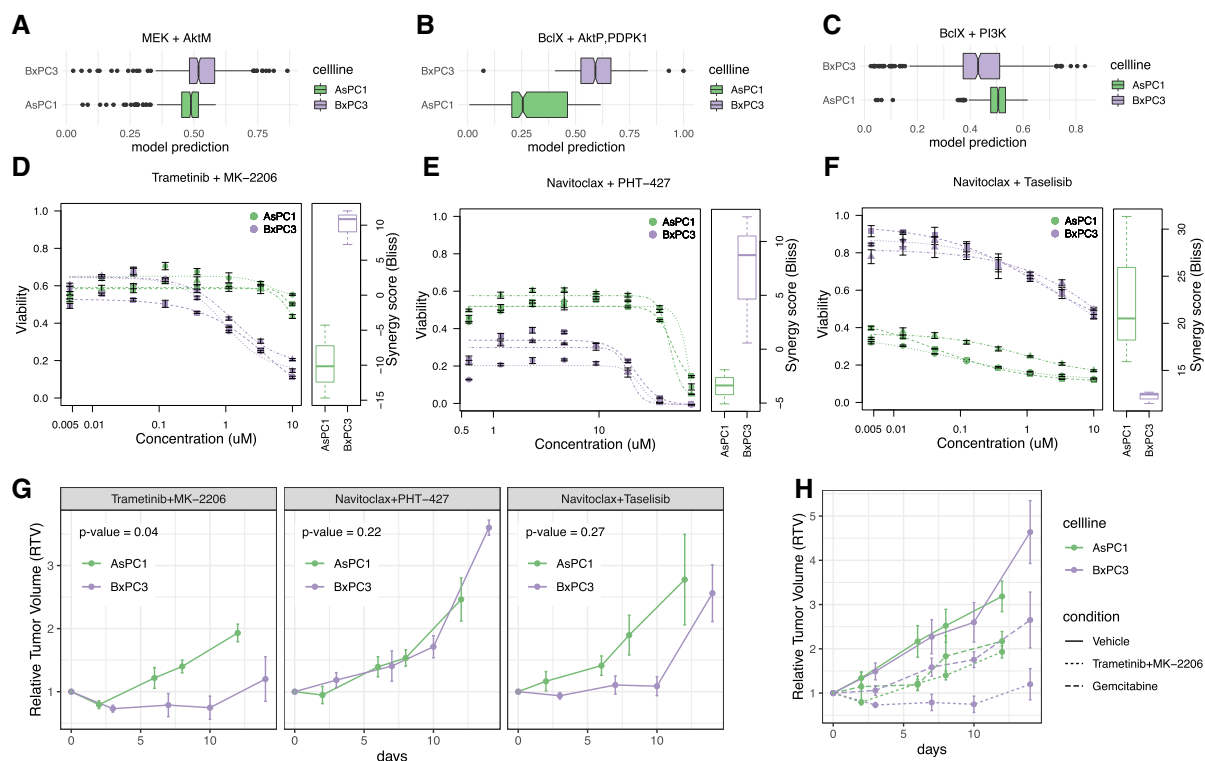 A
MEK + AktM
BxPC3
AsPC1
0.00 0.25 0.50 0.75
model prediction
cellline
AsPC1
BxPC3
B
BclX + AktP,PDPK1
BxPC3
AsPC1
0.00 0.25 0.50 0.75 1.00
model prediction
cellline
AsPC1
BxPC3
C
BclX + PI3K
BxPC3
AsPC1
0.0 0.2 0.4 0.6 0.8
model prediction
cellline
AsPC1
BxPC3
D
Trametinib + MK−2206
Viability
1.0
0.8
0.6
0.4
0.2
0.0
AsPC1
BxPC3
0.005 0.01 0.1 1 10
Concentration (uM)
10
5
0
−5
−10
−15
Synergy score (Bliss)
AsPC1
BxPC3
E
Navitoclax + PHT−427
Viability
1.0
0.8
0.6
0.4
0.2
0.0
AsPC1
BxPC3
0.5 1 10
Concentration (uM)
10
5
0
−5
Synergy score (Bliss)
AsPC1
BxPC3
F
Navitoclax + Taselisib
Viability
1.0
0.8
0.6
0.4
0.2
0.0
AsPC1
BxPC3
0.005 0.01 0.1 1 10
Concentration (uM)
30
25
20
15
Synergy score (Bliss)
AsPC1
BxPC3
G
Trametinib+MK−2206
Navitoclax+PHT−427
Navitoclax+Taselisib
Relative Tumor Volume (RTV)
3
2
1
p-value = 0.04
AsPC1
BxPC3
p-value = 0.22
AsPC1
BxPC3
p-value = 0.27
AsPC1
BxPC3
0 5 10
0 5 10
0 5 10
days
H
Relative Tumor Volume (RTV)
5
4
3
2
1
0 5 10
days
cellline
AsPC1
BxPC3
condition
Vehicle
Trametinib+MK−2206
Gemcitabine